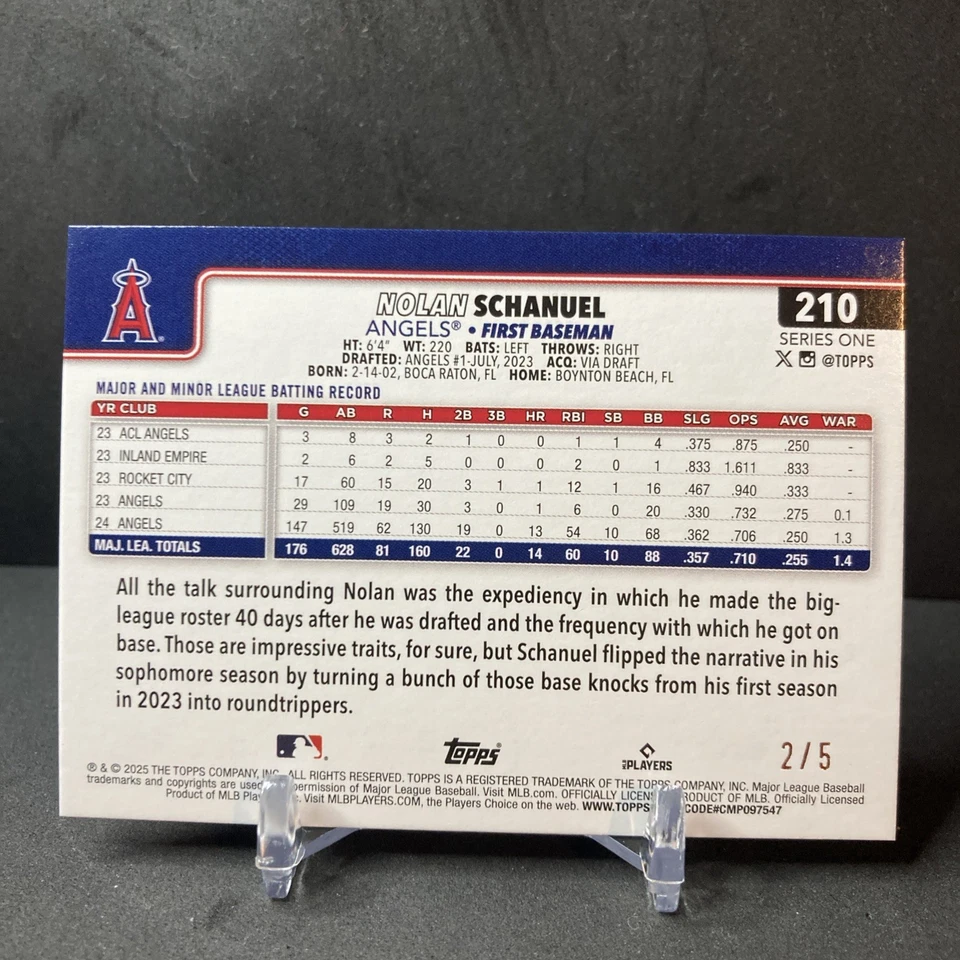 A
NOLAN SCHANUEL
210
ANGELS® • FIRST BASEMAN
SERIES ONE
HT: 6'4" WT: 220 BATS: LEFT THROWS: RIGHT
@TOPPS
DRAFTED: ANGELS #1-JULY, 2023 ACQ: VIA DRAFT
BORN: 2-14-02, BOCA RATON, FL HOME: BOYNTON BEACH, FL
MAJOR AND MINOR LEAGUE BATTING RECORD
YR CLUB G AB R H 2B 3B HR RBI SB BB SLG OPS AVG WAR
23 ACL ANGELS 3 8 3 2 1 0 0 1 1 4 .375 .875 .250 -
23 INLAND EMPIRE 2 6 2 5 0 0 0 2 0 1 .833 1.611 .833 -
23 ROCKET CITY 17 60 15 20 3 1 1 12 1 16 .467 .940 .333 -
23 ANGELS 29 109 19 30 3 0 1 6 0 20 .330 .732 .275 0.1
24 ANGELS 147 519 62 130 19 0 13 54 10 68 .362 .706 .250 1.3
MAJ. LEA. TOTALS 176 628 81 160 22 0 14 60 10 88 .357 .710 .255 1.4
All the talk surrounding Nolan was the expediency in which he made the big-
league roster 40 days after he was drafted and the frequency with which he got on
base. Those are impressive traits, for sure, but Schanuel flipped the narrative in his
sophomore season by turning a bunch of those base knocks from his first season
in 2023 into roundtrippers.
topps
MLB PLAYERS
2/5
® & © 2025 THE TOPPS COMPANY, INC. ALL RIGHTS RESERVED. TOPPS IS A REGISTERED TRADEMARK OF THE TOPPS COMPANY, INC. Major League Baseball
trademarks and copyrights are used permission of Major League Baseball. Visit MLB.com. OFFICIALLY PRODUCT OF MLB. Officially Licensed
Product of MLB Visit MLBPLAYERS.COM, the Players Choice on the web. WWW.TOPPS CODE#CMP097547